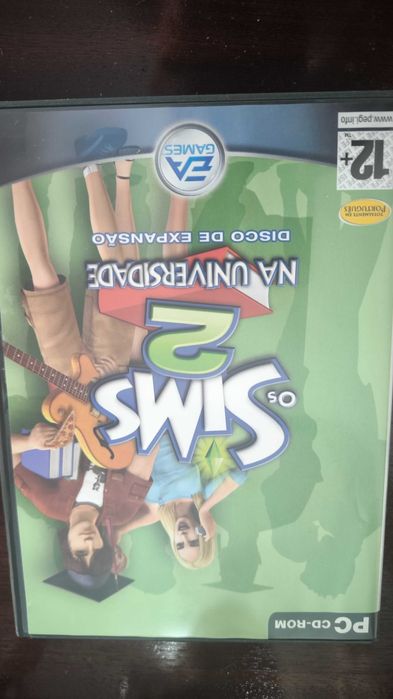 PC CD-ROM
Os
SIMS
2
NA UNIVERSIDADE
DISCO DE EXPANSÃO
TOTALMENTE EM
PORTUGUÊS
12+
TM
www.pegi.info
EA
GAMES